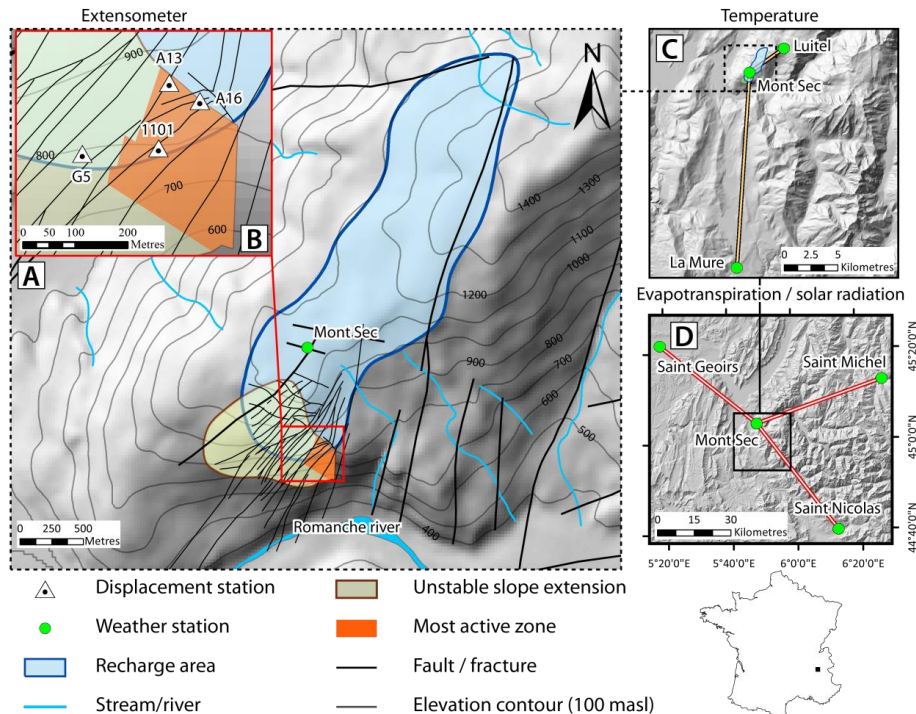 Extensometer
Temperature
900
A13
A16
1101
800
G5
700
600
0 50 100 200
Metres
B
A
N
1400
1300
1100
1000
1200
Mont Sec
800
900
700
600
500
400
0 250 500
Metres
Romanche river
C
Luitel
Mont Sec
La Mure
0 2.5 5
Kilometres
Evapotranspiration / solar radiation
D
Saint Geoirs
Saint Michel
Mont Sec
Saint Nicolas
0 15 30
Kilometres
45°20'0"N
45°0'0"N
44°40'0"N
5°20'0"E
5°40'0"E
6°0'0"E
6°20'0"E
Displacement station
Unstable slope extension
Weather station
Most active zone
Recharge area
Fault / fracture
Stream/river
Elevation contour (100 masl)